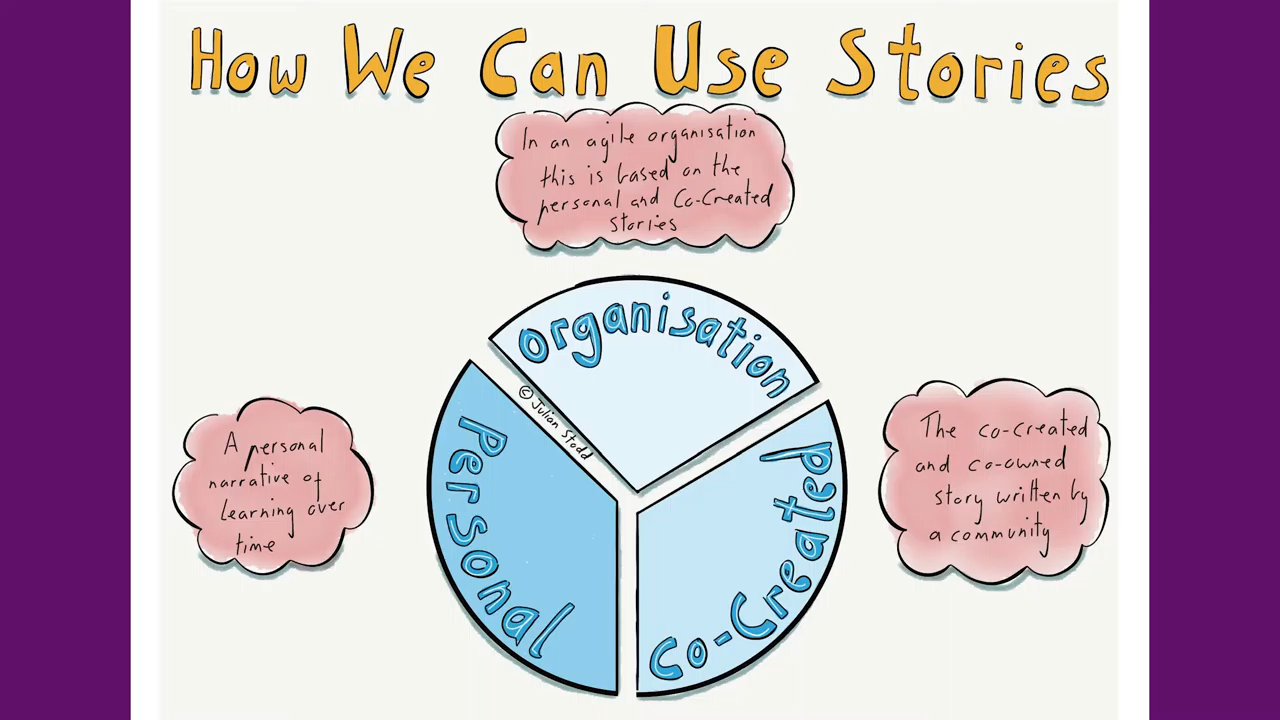 How We Can Use Stories
In an agile organisation
this is based on the
personal and Co-Created
Stories
Organisation
© Julian Stodd
Personal
Co-Created
A personal
narrative of
learning over
time
The co-created
and co-owned
story written by
a community